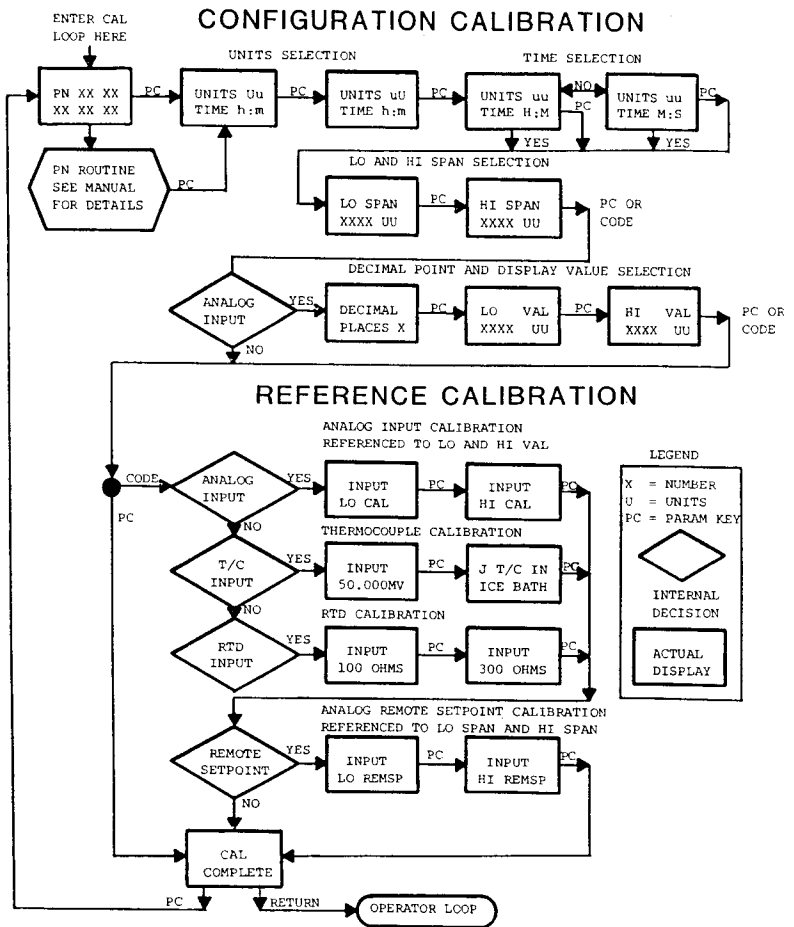 CONFIGURATION CALIBRATION
ENTER CAL
LOOP HERE
UNITS SELECTION
TIME SELECTION
PN XX XX
XX XX XX
PC
UNITS Uu
TIME h:m
PC
UNITS uU
TIME h:m
PC
UNITS uu
TIME H:M
NO
PC
UNITS uu
TIME M:S
PC
YES
YES
PN ROUTINE
SEE MANUAL
FOR DETAILS
PC
LO AND HI SPAN SELECTION
LO SPAN
XXXX UU
PC
HI SPAN
XXXX UU
PC OR
CODE
DECIMAL POINT AND DISPLAY VALUE SELECTION
ANALOG
INPUT
YES
DECIMAL
PLACES X
PC
LO VAL
XXXX UU
PC
HI VAL
XXXX UU
PC OR
CODE
NO
REFERENCE CALIBRATION
ANALOG INPUT CALIBRATION
REFERENCED TO LO AND HI VAL
CODE
PC
ANALOG
INPUT
YES
INPUT
LO CAL
PC
INPUT
HI CAL
PC
NO
THERMOCOUPLE CALIBRATION
T/C
INPUT
YES
INPUT
50.000MV
PC
J T/C IN
ICE BATH
PC
NO
RTD CALIBRATION
RTD
INPUT
YES
INPUT
100 OHMS
PC
INPUT
300 OHMS
PC
LEGEND
X = NUMBER
U = UNITS
PC = PARAM KEY
INTERNAL
DECISION
ACTUAL
DISPLAY
ANALOG REMOTE SETPOINT CALIBRATION
REFERENCED TO LO SPAN AND HI SPAN
REMOTE
SETPOINT
YES
INPUT
LO REMSP
PC
INPUT
HI REMSP
PC
NO
CAL
COMPLETE
PC
RETURN
OPERATOR LOOP